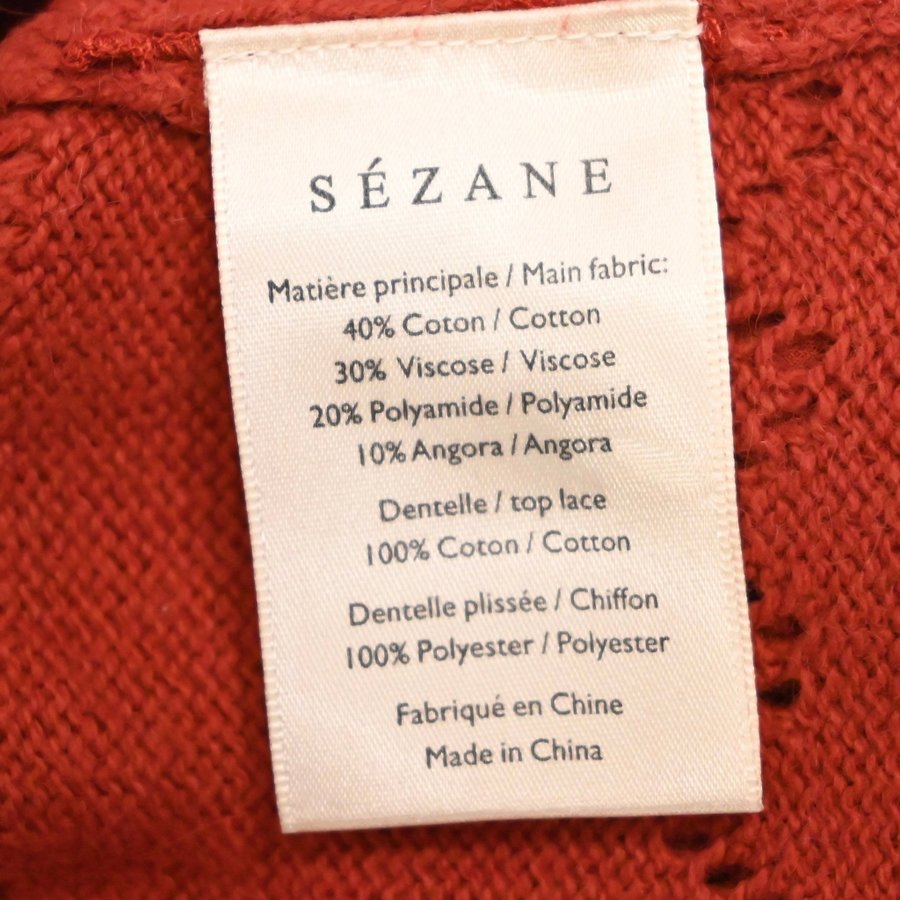 SÉZANE
Matière principale / Main fabric:
40% Coton / Cotton
30% Viscose / Viscose
20% Polyamide / Polyamide
10% Angora / Angora
Dentelle / top lace
100% Coton / Cotton
Dentelle plissée / Chiffon
100% Polyester / Polyester
Fabriqué en Chine
Made in China